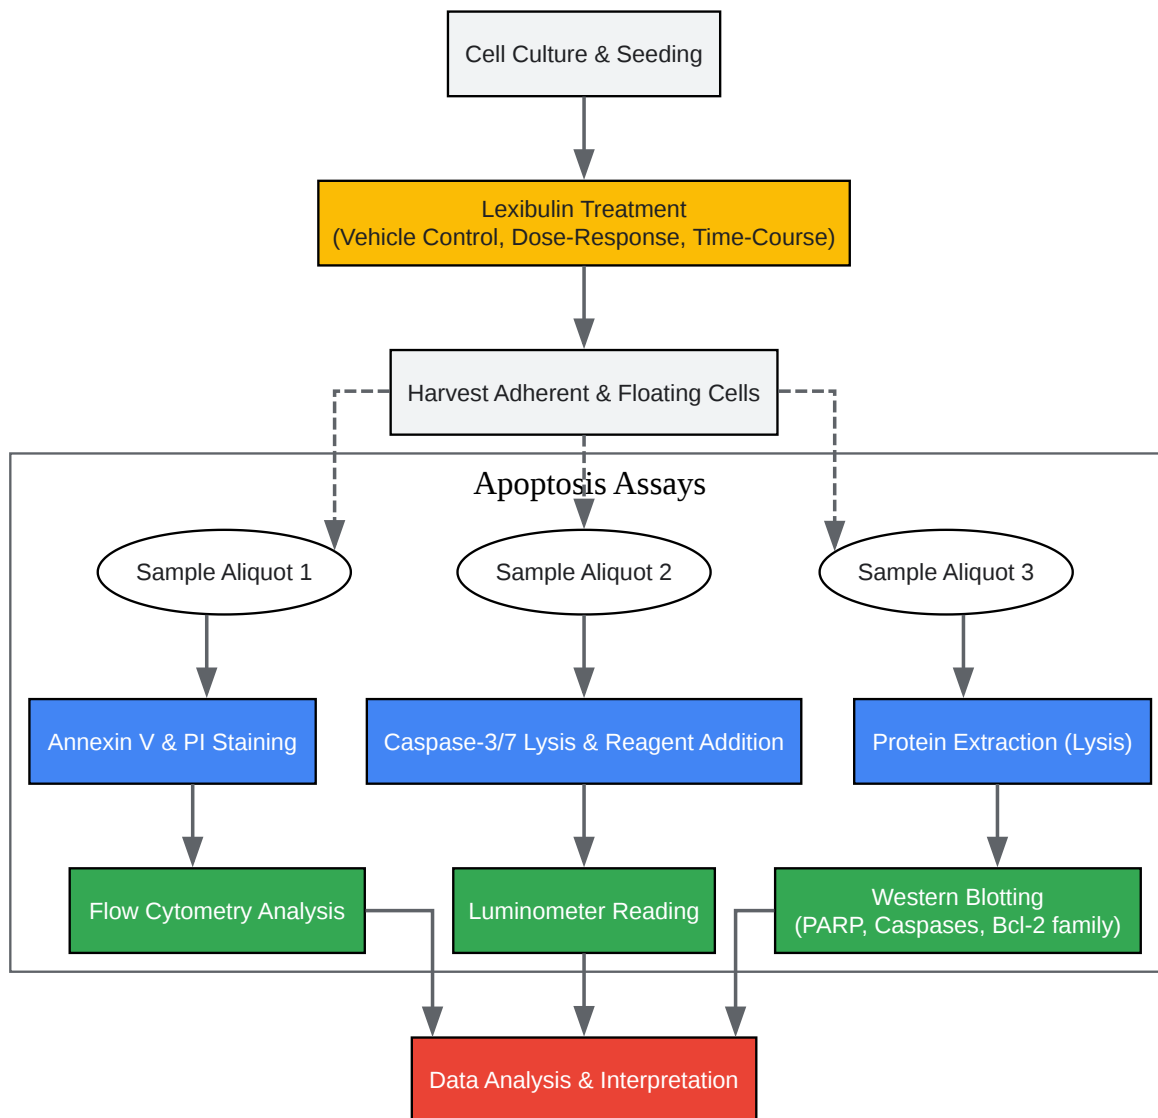 Cell Culture & Seeding
Lexibulin Treatment
(Vehicle Control, Dose-Response, Time-Course)
Harvest Adherent & Floating Cells
Apoptosis Assays
Sample Aliquot 1
Sample Aliquot 2
Sample Aliquot 3
Annexin V & PI Staining
Caspase-3/7 Lysis & Reagent Addition
Protein Extraction (Lysis)
Flow Cytometry Analysis
Luminometer Reading
Western Blotting
(PARP, Caspases, Bcl-2 family)
Data Analysis & Interpretation